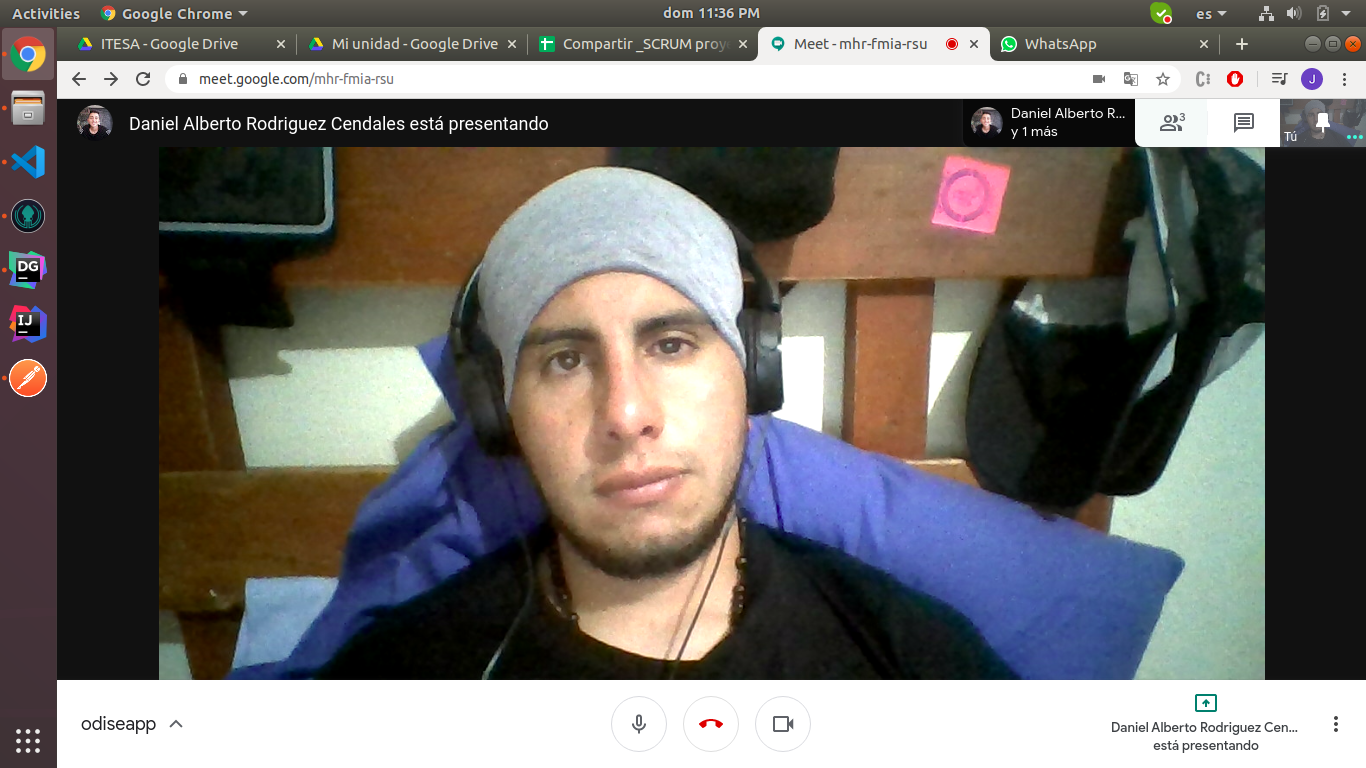 Activities
Google Chrome
dom 11:36 PM
es
ITESA - Google Drive
Mi unidad - Google Drive
Compartir _SCRUM proye
Meet - mhr-fmia-rsu
WhatsApp
meet.google.com/mhr-fmia-rsu
J
Daniel Alberto Rodriguez Cendales está presentando
Daniel Alberto R...
y 1 más
3
Tú
DG
IJ
odiseapp
Daniel Alberto Rodriguez Cen...
está presentando